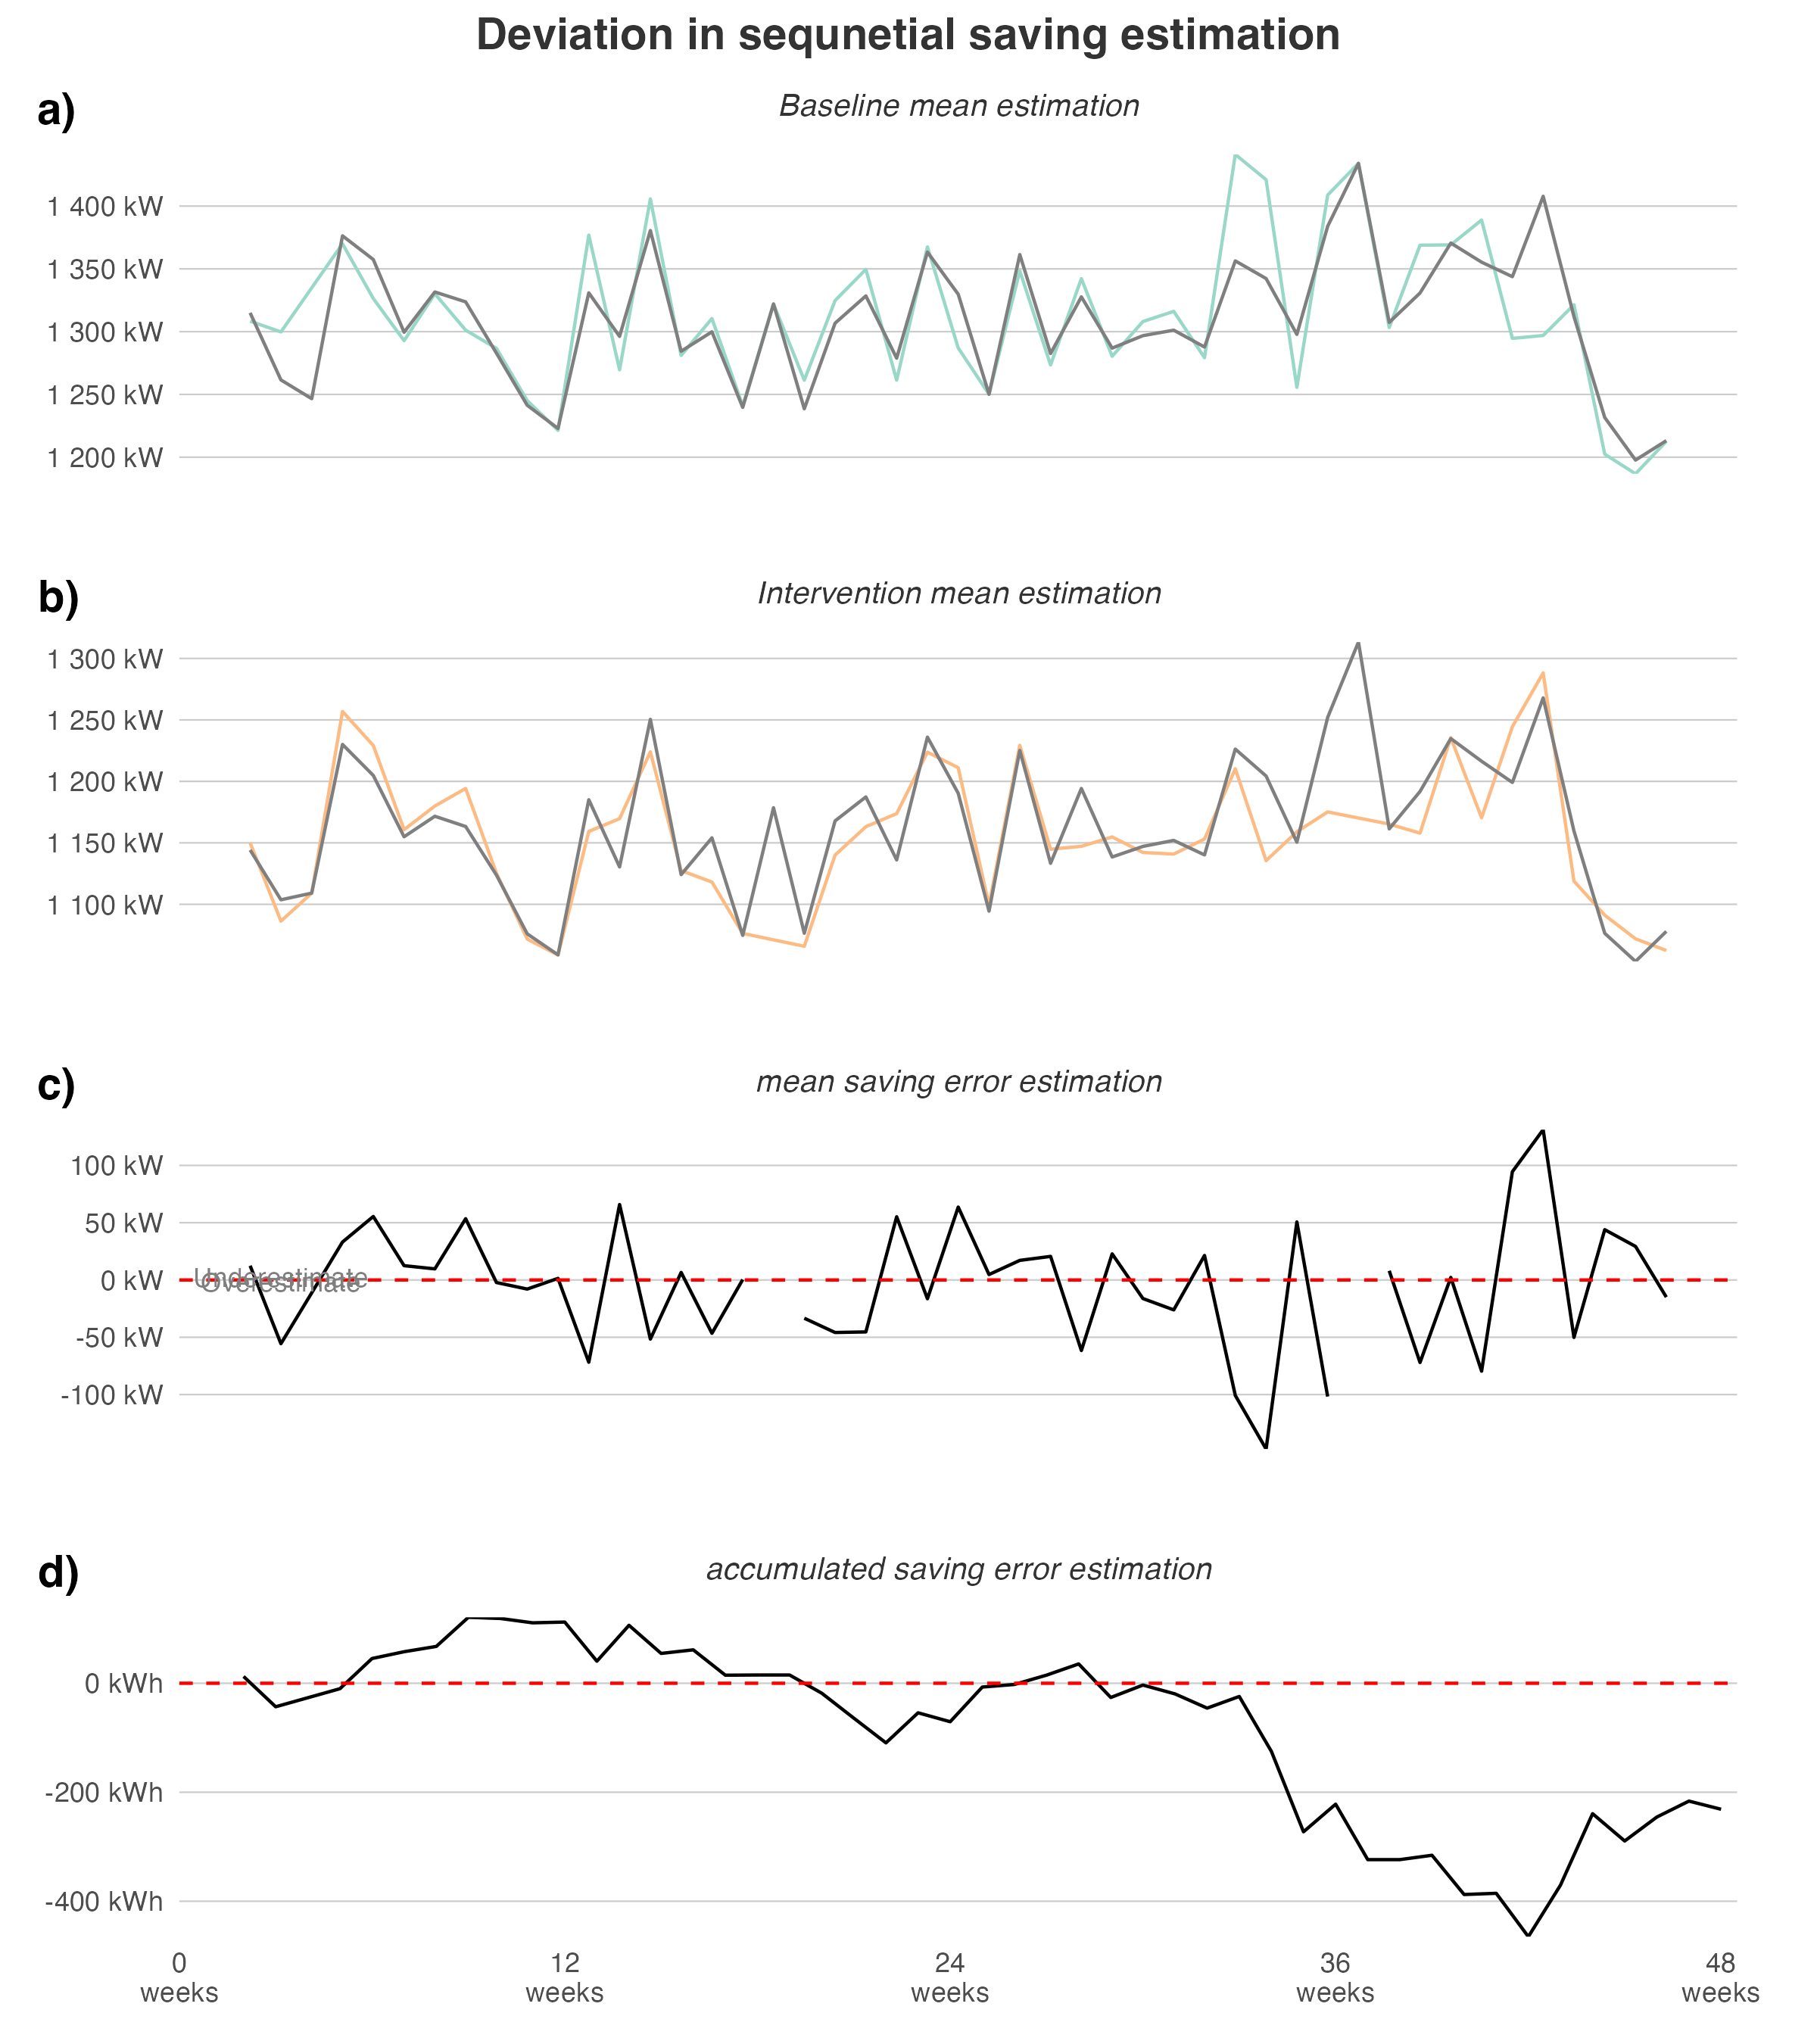 Deviation in sequnetial saving estimation
a)
Baseline mean estimation
1 400 kW
1 350 kW
1 300 kW
1 250 kW
1 200 kW
b)
Intervention mean estimation
1 300 kW
1 250 kW
1 200 kW
1 150 kW
1 100 kW
c)
mean saving error estimation
100 kW
50 kW
0 kW
Underestimate
Overestimate
-50 kW
-100 kW
d)
accumulated saving error estimation
0 kWh
-200 kWh
-400 kWh
0 12 24 36 48
weeks weeks weeks weeks weeks